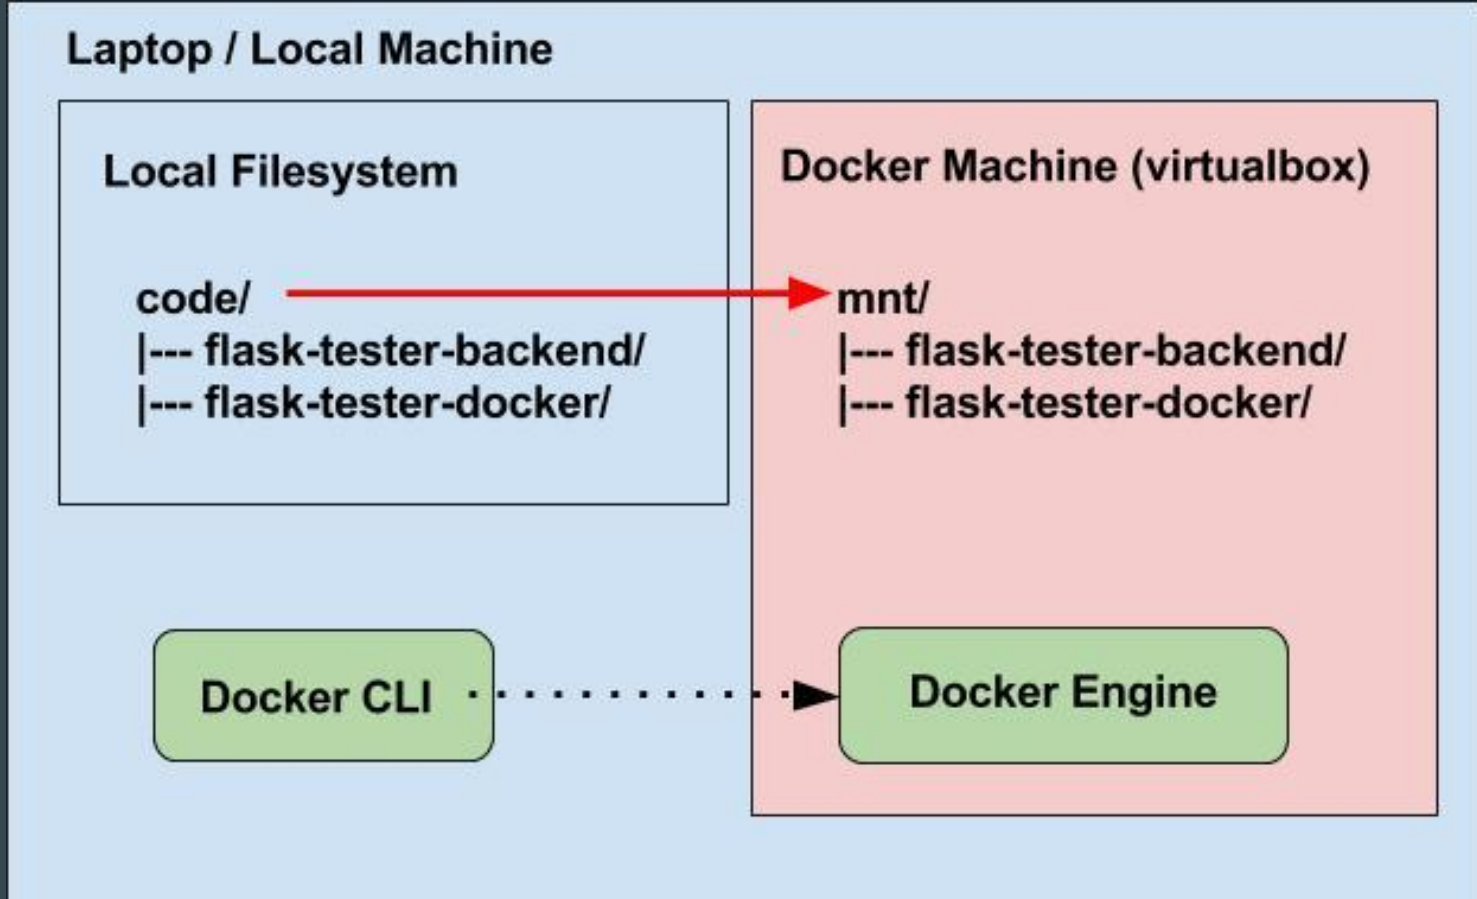 Laptop / Local Machine
Local Filesystem
code/
|--- flask-tester-backend/
|--- flask-tester-docker/
Docker Machine (virtualbox)
mnt/
|--- flask-tester-backend/
|--- flask-tester-docker/
Docker CLI
Docker Engine